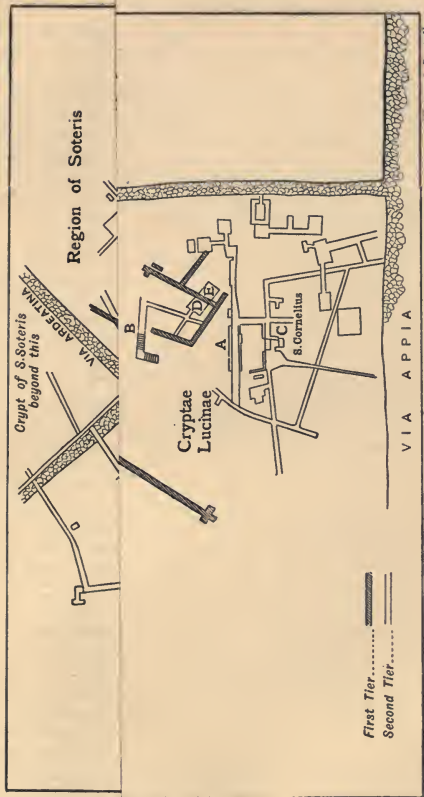 Crypt of S.Soteris
beyond this
VIA ARDEATINA
Region of Soteris
B
D
E
A
Cryptae
Lucinae
C
S.Cornelius
VIA APPIA
First Tier
Second Tier